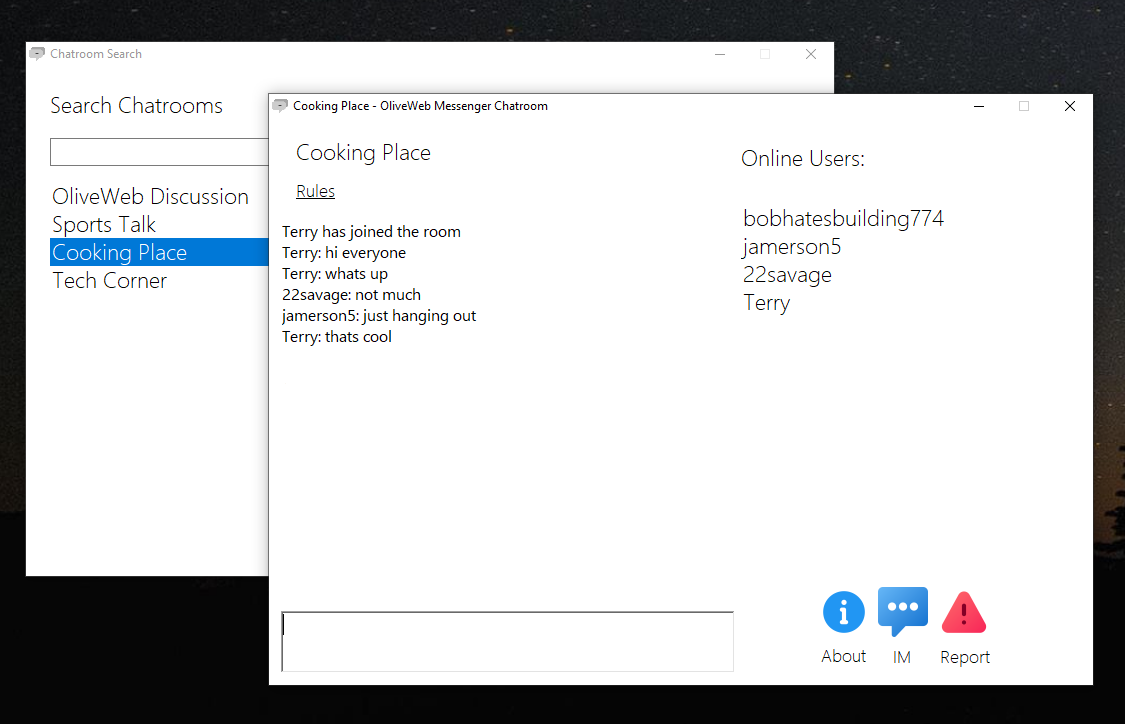 Chatroom Search
Search Chatrooms
OliveWeb Discussion
Sports Talk
Cooking Place
Tech Corner
Cooking Place - OliveWeb Messenger Chatroom
Cooking Place
Rules
Terry has joined the room
Terry: hi everyone
Terry: whats up
22savage: not much
jamerson5: just hanging out
Terry: thats cool
Online Users:
bobhatesbuilding774
jamerson5
22savage
Terry
About
IM
Report